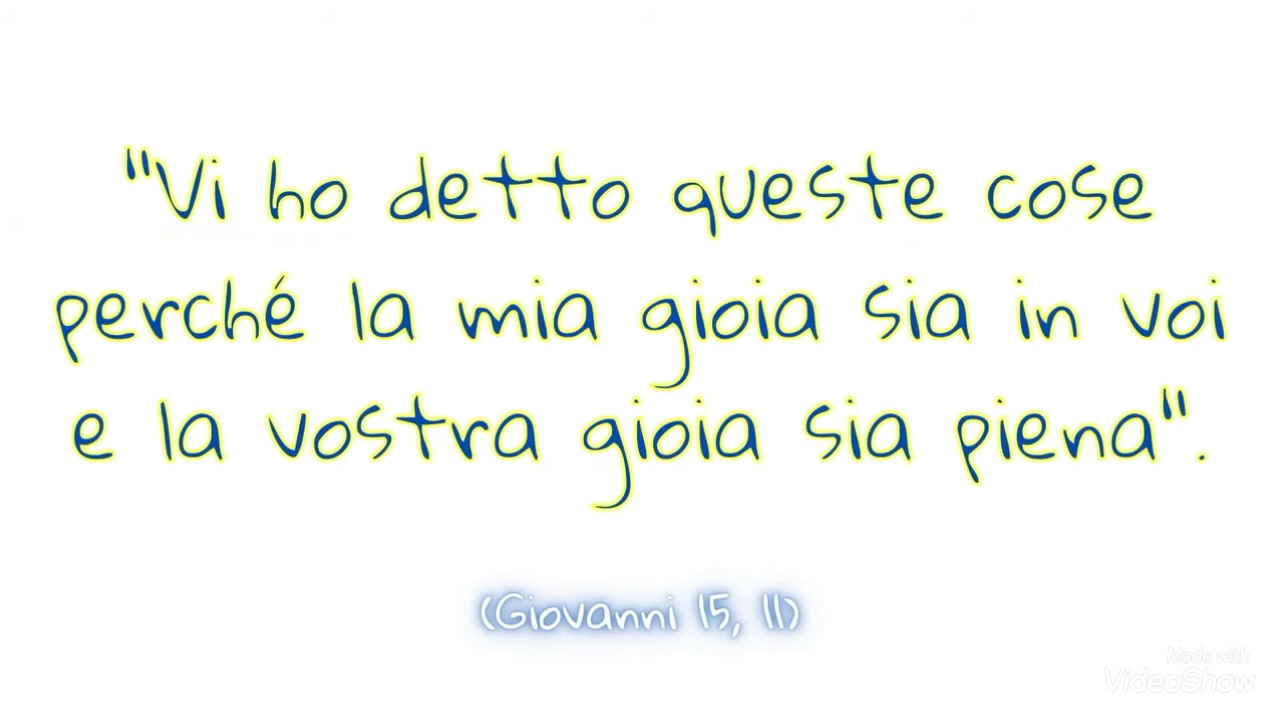 "Vi ho detto queste cose
perché la mia gioia sia in voi
e la vostra gioia sia piena".
(Giovanni 15, 11)
Made with
VideoShow